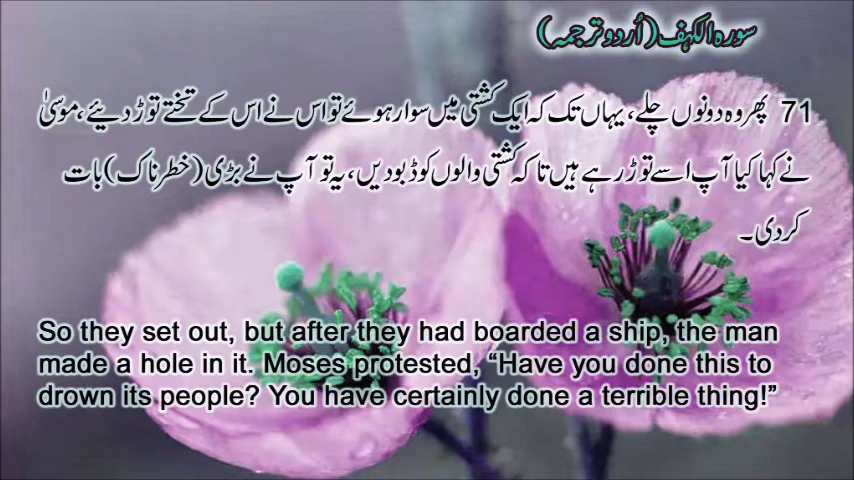 سورہ الکہف (اُردو ترجمہ)
71 پھر وہ دونوں چلے، یہاں تک کہ ایک کشتی میں سوار ہوئے تو اس نے اس کے تختے توڑ دیئے، موسیٰ
نے کہا کیا آپ اسے توڑ رہے ہیں تاکہ کشتی والوں کو ڈبو دیں، یہ تو آپ نے بڑی (خطرناک) بات
کر دی۔
So they set out, but after they had boarded a ship, the man
made a hole in it. Moses protested, “Have you done this to
drown its people? You have certainly done a terrible thing!”